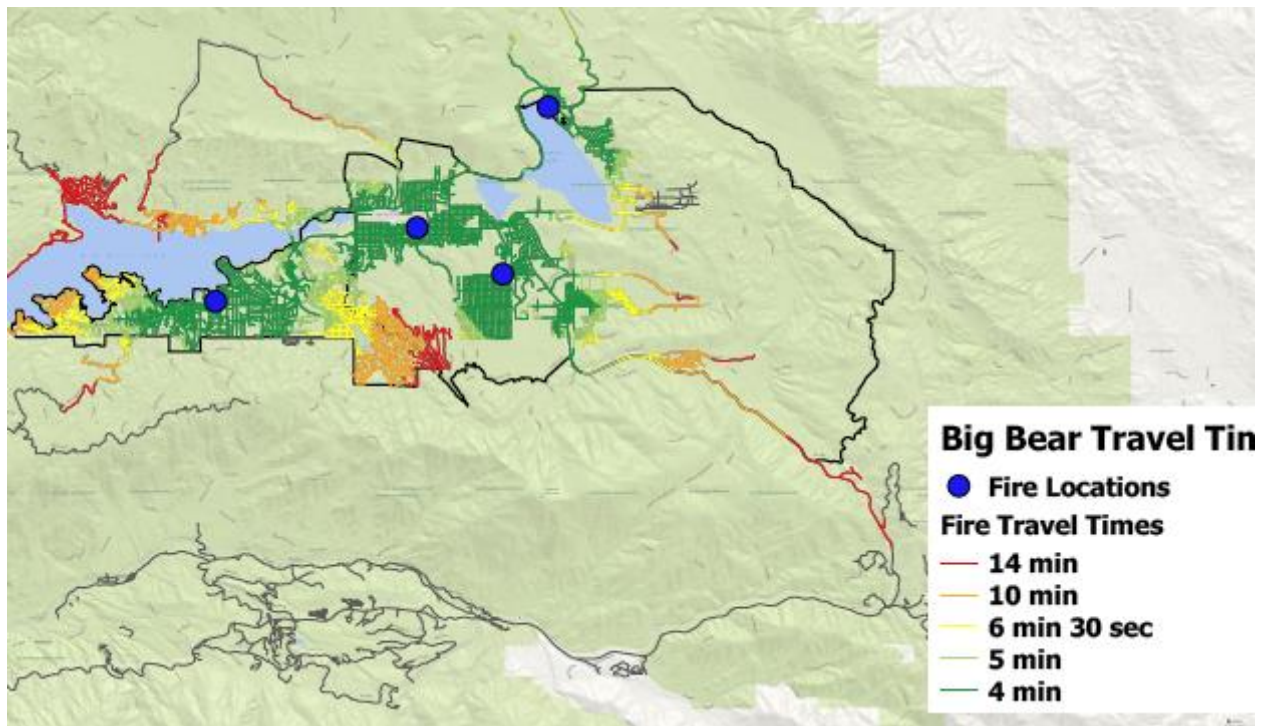 Big Bear Travel Tin
Fire Locations
Fire Travel Times
14 min
10 min
6 min 30 sec
5 min
4 min